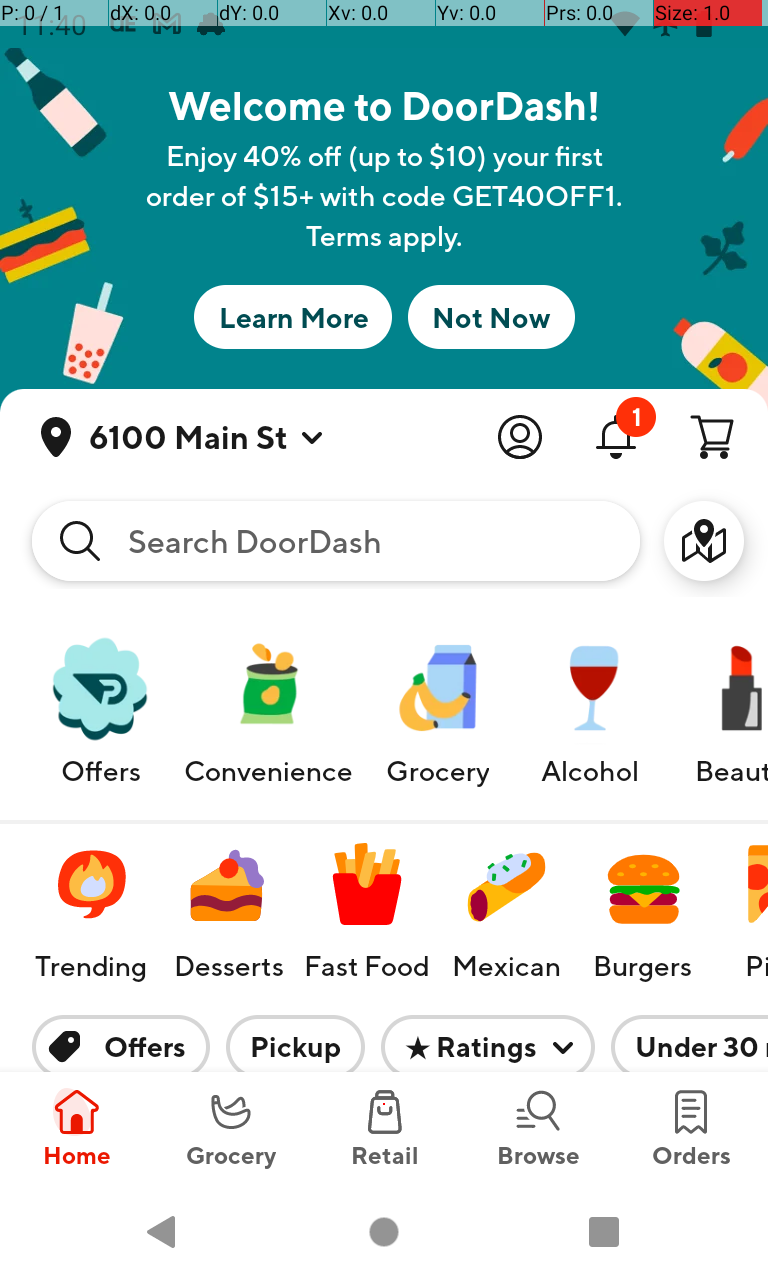 P: 0 / 1 dX: 0.0 dY: 0.0 Xv: 0.0 Yv: 0.0 Prs: 0.0 Size: 1.0
11:40
Welcome to DoorDash!
Enjoy 40% off (up to $10) your first
order of $15+ with code GET40OFF1.
Terms apply.
Learn More Not Now
6100 Main St 1
Search DoorDash
Offers Convenience Grocery Alcohol Beaut
Trending Desserts Fast Food Mexican Burgers Pi
Offers Pickup ★ Ratings Under 30
Home Grocery Retail Browse Orders